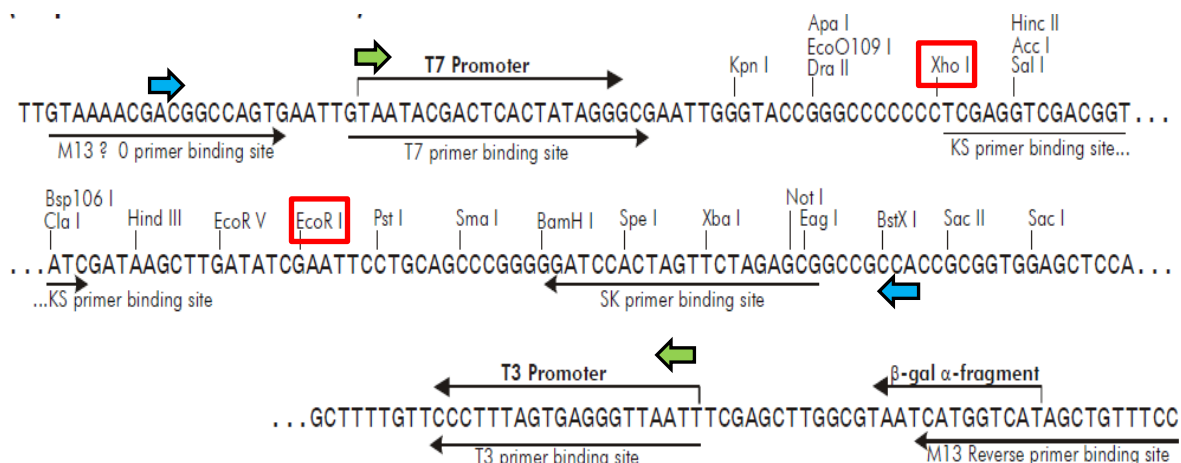 Apa I Hinc II
T7 Promoter Kpn I EcoO109 I Dra II Xho I Acc I Sal I
TTGTAAAACGACGGCCAGTGAATTGTAATACGACTCACTATAGGGCGAATTGGGTACCGGGCCCCCCCTCGAGGTCGACGGT...
M13 ? 0 primer binding site T7 primer binding site KS primer binding site...
Bsp106 I Not I
Cla I Hind III EcoR V EcoR I Pst I Sma I BamH I Spe I Xba I Eag I BstX I Sac II Sac I
...ATCGATAAGCTTGATATCGAATTCCTGCAGCCCGGGGGATCCACTAGTTCTAGAGCGGCCGCCACCGCGGTGGAGCTCCA...
...KS primer binding site SK primer binding site
T3 Promoter β-gal α-fragment
...GCTTTTGTTCCCTTTAGTGAGGGTTAATTTCGAGCTTGGCGTAATCATGGTCATAGCTGTTTCC
T3 primer binding site M13 Reverse primer binding site